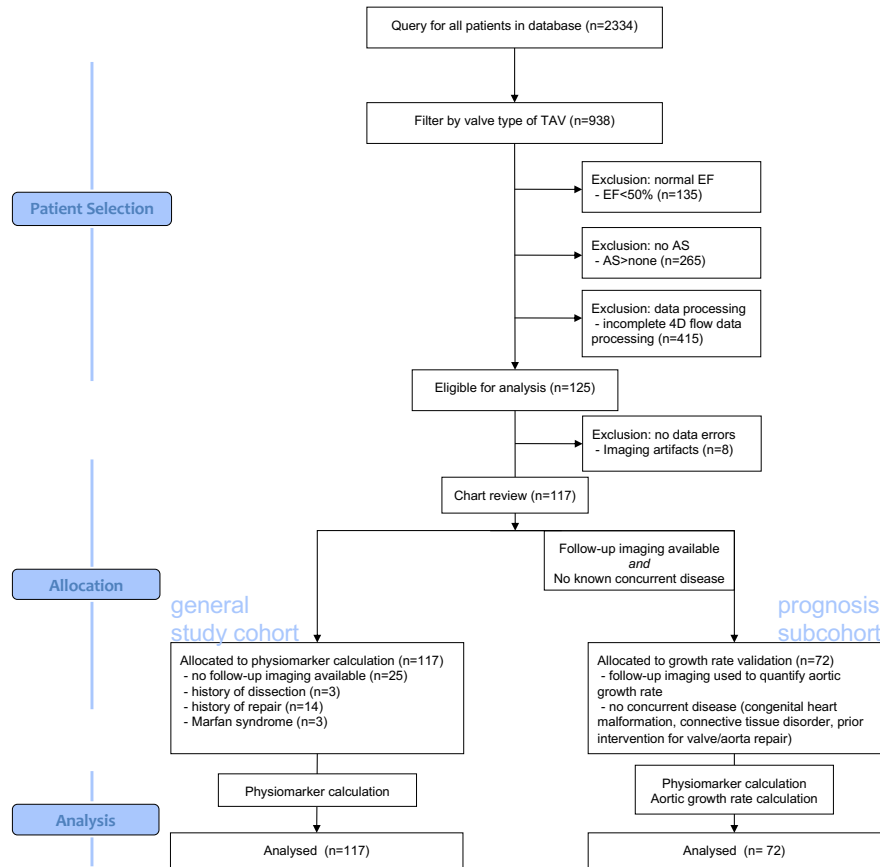 Query for all patients in database (n=2334)
Filter by valve type of TAV (n=938)
Patient Selection
Exclusion: normal EF
- EF<50% (n=135)
Exclusion: no AS
- AS>none (n=265)
Exclusion: data processing
- incomplete 4D flow data
processing (n=415)
Eligible for analysis (n=125)
Exclusion: no data errors
- Imaging artifacts (n=8)
Chart review (n=117)
Follow-up imaging available
and
No known concurrent disease
Allocation
general
study cohort
prognosis
subcohort
Allocated to physiomarker calculation (n=117)
- no follow-up imaging available (n=25)
- history of dissection (n=3)
- history of repair (n=14)
- Marfan syndrome (n=3)
Allocated to growth rate validation (n=72)
- follow-up imaging used to quantify aortic
growth rate
- no concurrent disease (congenital heart
malformation, connective tissue disorder, prior
intervention for valve/aorta repair)
Physiomarker calculation
Physiomarker calculation
Aortic growth rate calculation
Analysis
Analysed (n=117)
Analysed (n= 72)